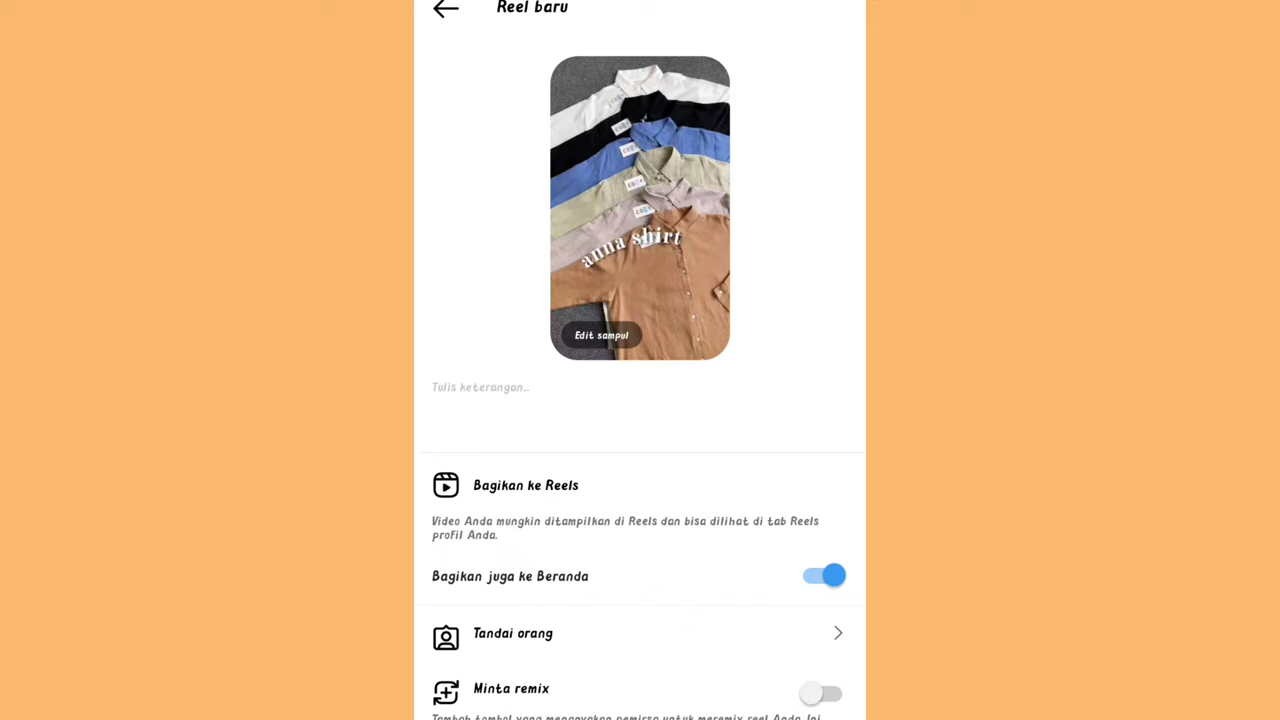 Reel baru
anna shirt
Edit sampul
Tulis keterangan...
Bagikan ke Reels
Video Anda mungkin ditampilkan di Reels dan bisa dilihat di tab Reels
profil Anda.
Bagikan juga ke Beranda
Tandai orang
Minta remix
Tambah tombol yang menanyakan pemirsa untuk meremix reel Anda. Ini